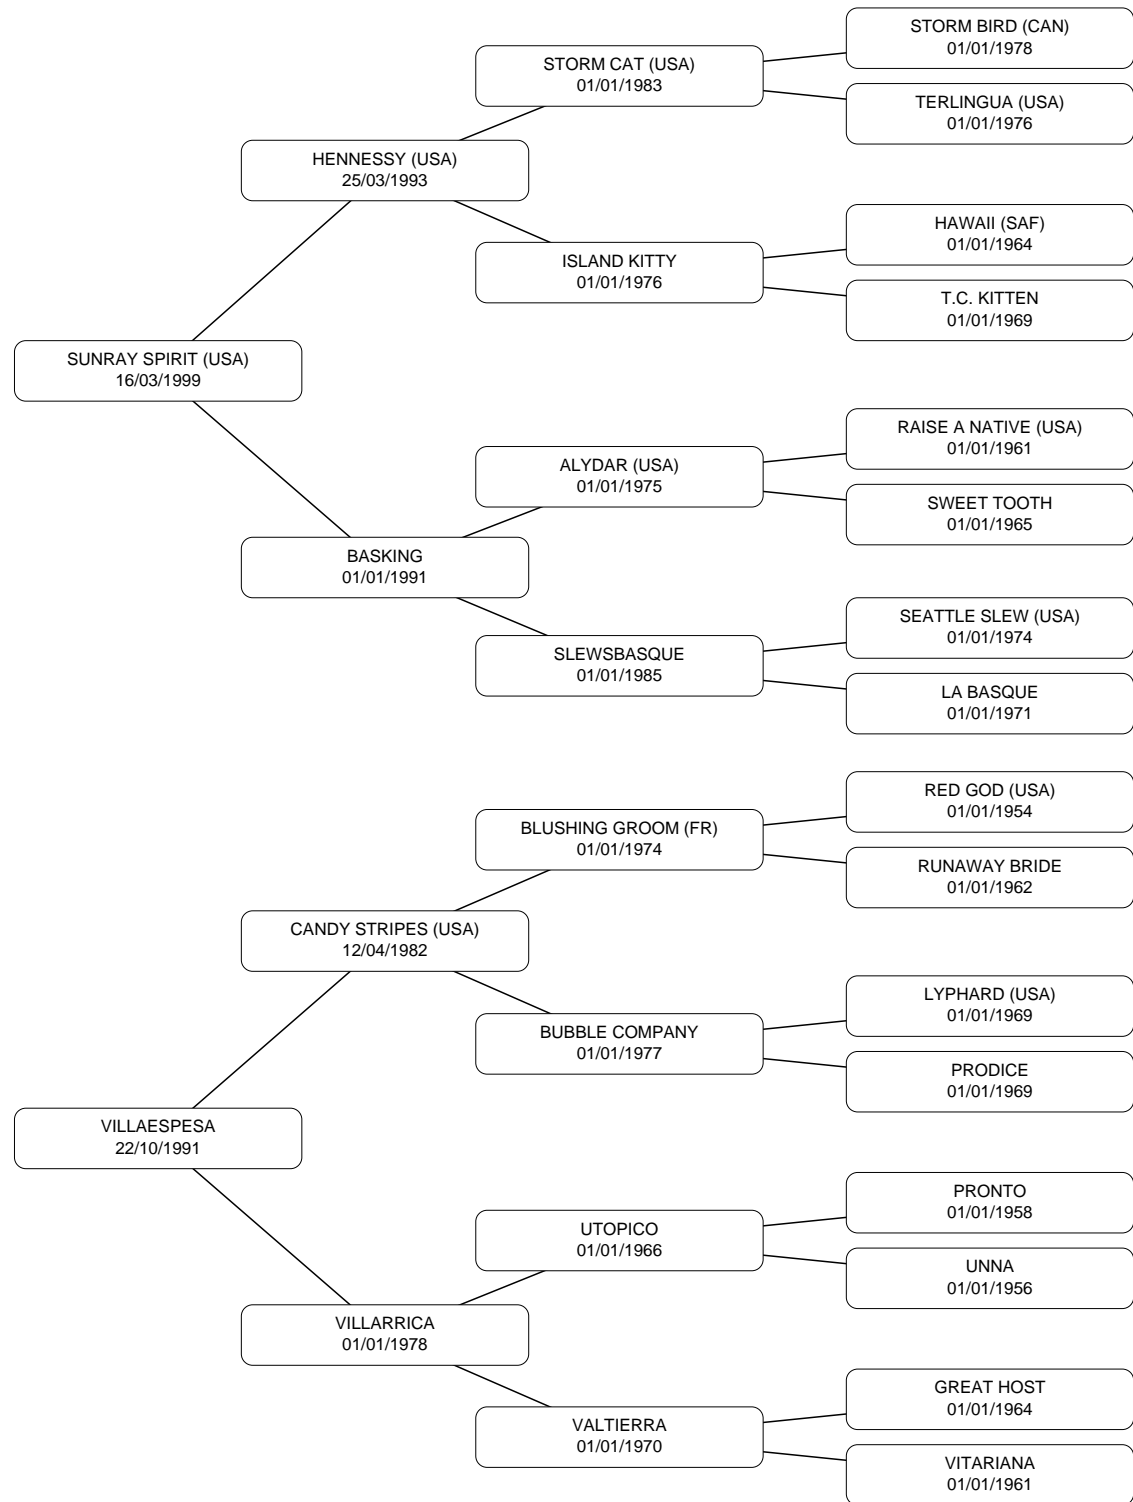 STORM BIRD (CAN)
01/01/1978
STORM CAT (USA)
01/01/1983
TERLINGUA (USA)
01/01/1976
HENNESSY (USA)
25/03/1993
HAWAII (SAF)
01/01/1964
ISLAND KITTY
01/01/1976
T.C. KITTEN
01/01/1969
SUNRAY SPIRIT (USA)
16/03/1999
RAISE A NATIVE (USA)
01/01/1961
ALYDAR (USA)
01/01/1975
SWEET TOOTH
01/01/1965
BASKING
01/01/1991
SEATTLE SLEW (USA)
01/01/1974
SLEWSBASQUE
01/01/1985
LA BASQUE
01/01/1971
RED GOD (USA)
01/01/1954
BLUSHING GROOM (FR)
01/01/1974
RUNAWAY BRIDE
01/01/1962
CANDY STRIPES (USA)
12/04/1982
LYPHARD (USA)
01/01/1969
BUBBLE COMPANY
01/01/1977
PRODICE
01/01/1969
VILLAESPESA
22/10/1991
PRONTO
01/01/1958
UTOPICO
01/01/1966
UNNA
01/01/1956
VILLARRICA
01/01/1978
GREAT HOST
01/01/1964
VALTIERRA
01/01/1970
VITARIANA
01/01/1961